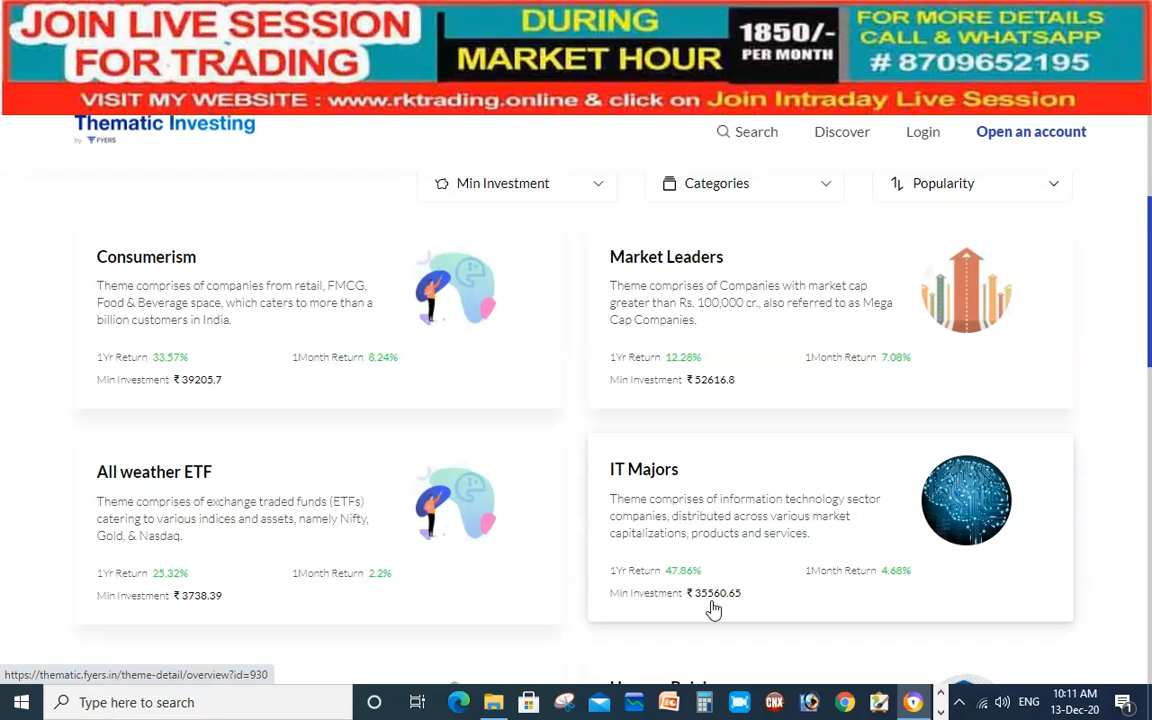 JOIN LIVE SESSION
FOR TRADING
DURING
MARKET HOUR
1850/-
PER MONTH
FOR MORE DETAILS
CALL & WHATSAPP
# 8709652195
VISIT MY WEBSITE : www.rktrading.online & click on Join Intraday Live Session
Thematic Investing
by FYERS
Search
Discover
Login
Open an account
Min Investment
Categories
Popularity
Consumerism
Theme comprises of companies from retail, FMCG,
Food & Beverage space, which caters to more than a
billion customers in India.
1Yr Return 33.57% 1Month Return 8.24%
Min Investment ₹ 39205.7
Market Leaders
Theme comprises of Companies with market cap
greater than Rs. 100,000 cr., also referred to as Mega
Cap Companies.
1Yr Return 12.28% 1Month Return 7.08%
Min Investment ₹ 52616.8
All weather ETF
Theme comprises of exchange traded funds (ETFs)
catering to various indices and assets, namely Nifty,
Gold, & Nasdaq.
1Yr Return 25.32% 1Month Return 2.2%
Min Investment ₹ 3738.39
IT Majors
Theme comprises of information technology sector
companies, distributed across various market
capitalizations, products and services.
1Yr Return 47.86% 1Month Return 4.68%
Min Investment ₹ 35560.65
https://thematic.fyers.in/theme-detail/overview?id=930
Type here to search
CNX
ENG
10:11 AM
13-Dec-20
1